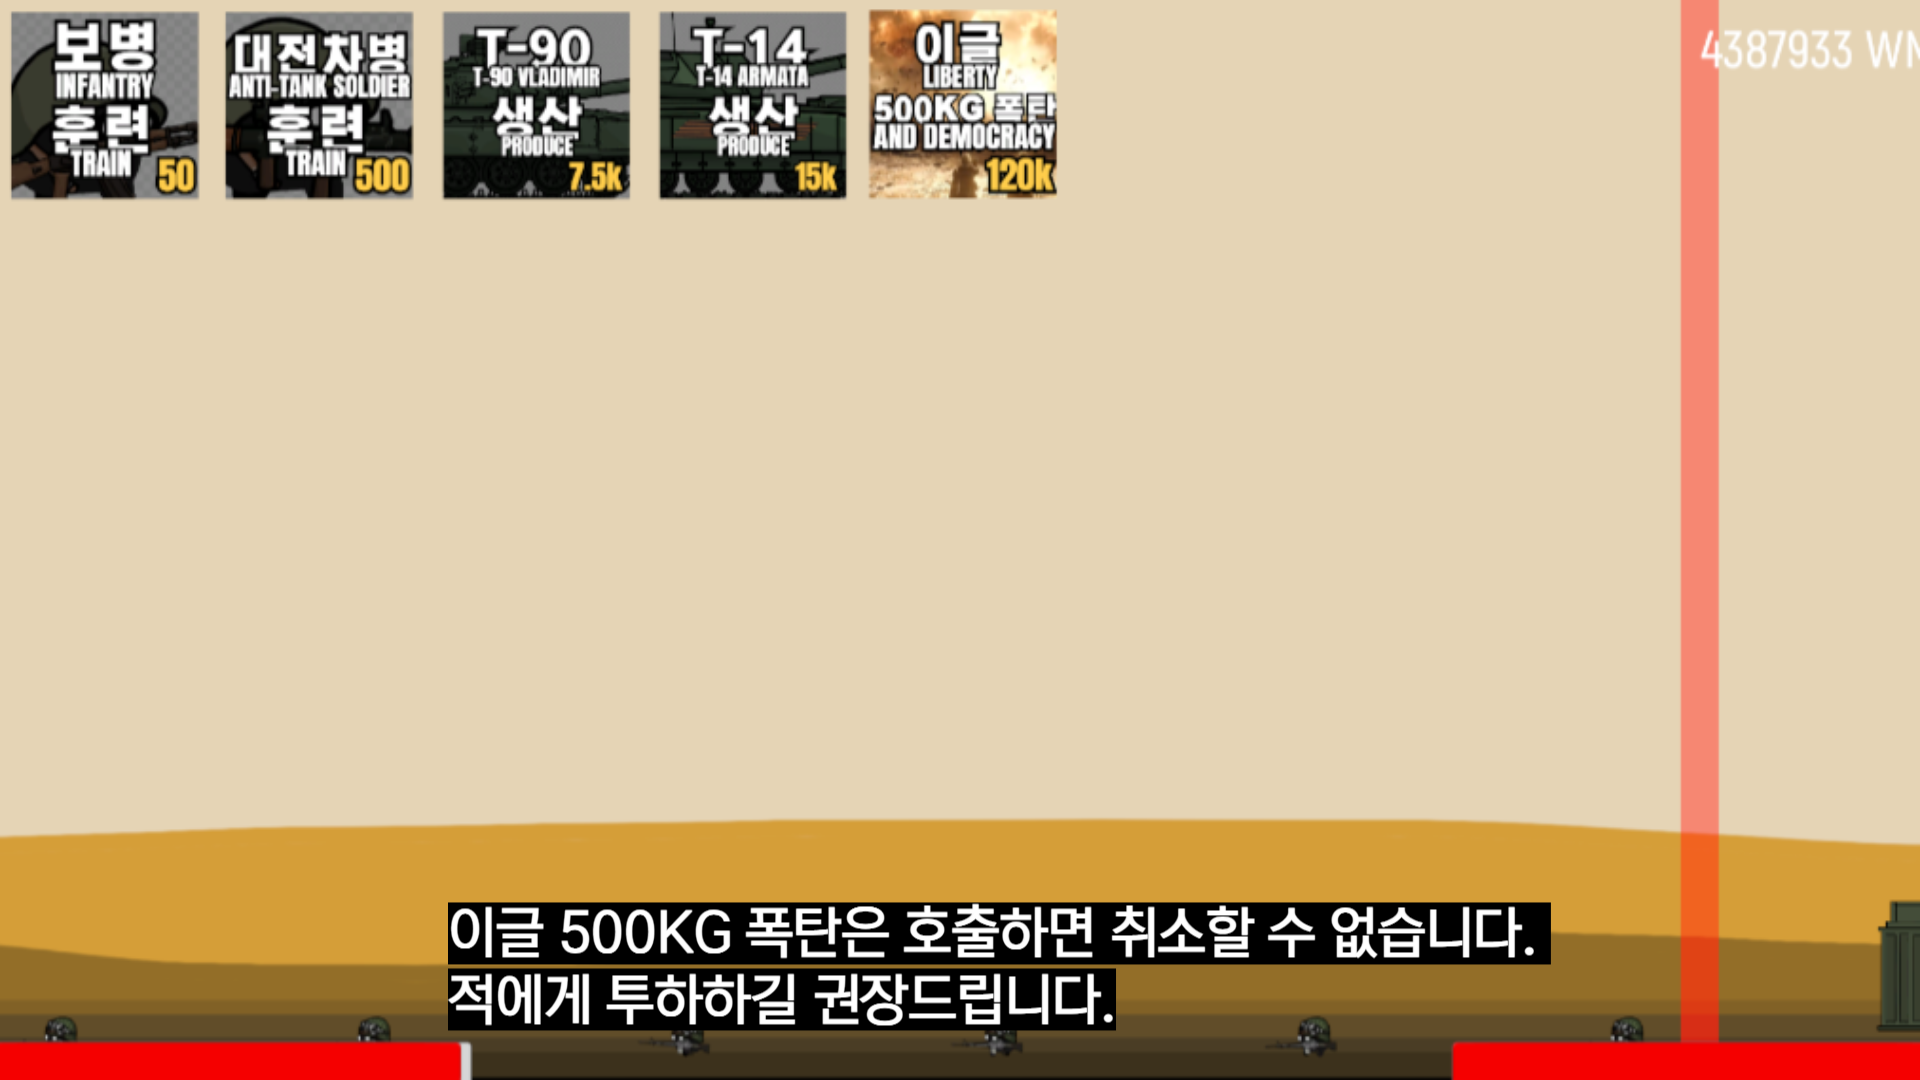 보병
INFANTRY
훈련
TRAIN
50
대전차병
ANTI-TANK SOLDIER
훈련
TRAIN
500
T-90
T-90 VLADIMIR
생산
PRODUCE
7.5k
T-14
T-14 ARMATA
생산
PRODUCE
15k
이글
LIBERTY
500KG 폭탄
AND DEMOCRACY
120k
4387933
이글 500KG 폭탄은 호출하면 취소할 수 없습니다.
적에게 투하하길 권장드립니다.